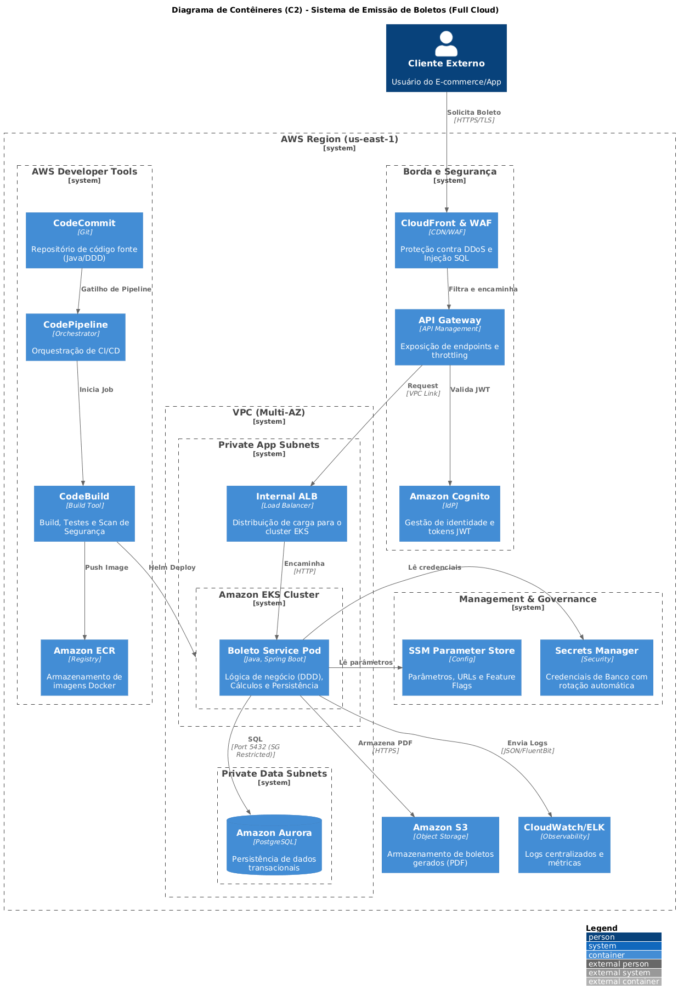 Diagrama de Contêineres (C2) - Sistema de Emissão de Boletos (Full Cloud)
Cliente Externo
Usuário do E-commerce/App
Solicita Boleto
[HTTPS/TLS]
AWS Region (us-east-1)
[system]
AWS Developer Tools
[system]
CodeCommit
[Git]
Repositório de código fonte
(Java/DDD)
Gatilho de Pipeline
CodePipeline
[Orchestrator]
Orquestração de CI/CD
Inicia Job
CodeBuild
[Build Tool]
Build, Testes e Scan de
Segurança
Push Image
Helm Deploy
Amazon ECR
[Registry]
Armazenamento de
imagens Docker
Borda e Segurança
[system]
CloudFront & WAF
[CDN/WAF]
Proteção contra DDoS e
Injeção SQL
Filtra e encaminha
API Gateway
[API Management]
Exposição de endpoints e
throttling
Request
[VPC Link]
Valida JWT
Amazon Cognito
[IdP]
Gestão de identidade e
tokens JWT
VPC (Multi-AZ)
[system]
Private App Subnets
[system]
Internal ALB
[Load Balancer]
Distribuição de carga para o
cluster EKS
Encaminha
[HTTP]
Amazon EKS Cluster
[system]
Boleto Service Pod
[Java, Spring Boot]
Lógica de negócio (DDD),
Cálculos e Persistência
Lê credenciais
Lê parâmetros
Management & Governance
[system]
SSM Parameter Store
[Config]
Parâmetros, URLs e Feature
Flags
Secrets Manager
[Security]
Credenciais de Banco com
rotação automática
SQL
[Port 5432 (SG
Restricted)]
Armazena PDF
[HTTPS]
Envia Logs
[JSON/FluentBit]
Private Data Subnets
[system]
Amazon Aurora
[PostgreSQL]
Persistência de dados
transacionais
Amazon S3
[Object Storage]
Armazenamento de boletos
gerados (PDF)
CloudWatch/ELK
[Observability]
Logs centralizados e
métricas
Legend
person
system
container
external person
external system
external container